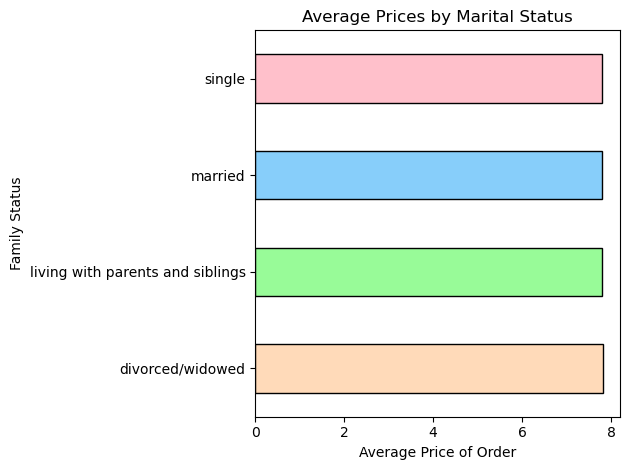 Average Prices by Marital Status
Family Status
single
married
living with parents and siblings
divorced/widowed
0 2 4 6 8
Average Price of Order